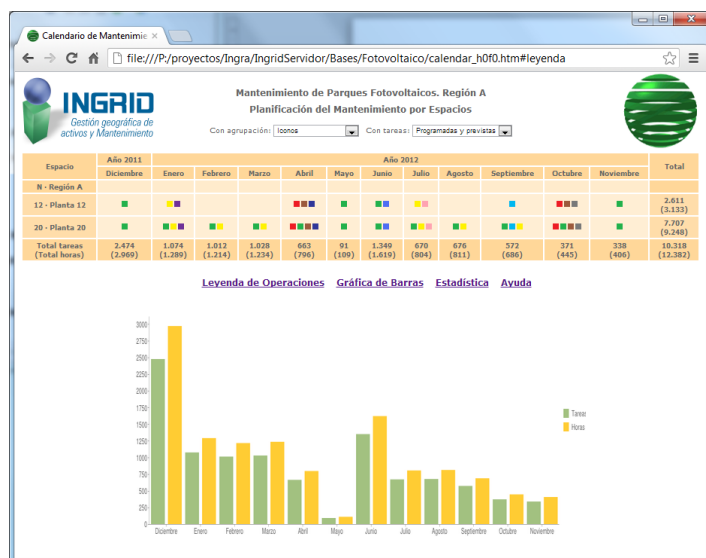 Calendario de Mantenimie
file:///P:/proyectos/Ingra/IngridServidor/Bases/Fotovoltaico/calendar_h0f0.htm#leyenda
INGRID
Gestión geográfica de
activos y Mantenimiento
Mantenimiento de Parques Fotovoltaicos. Región A
Planificación del Mantenimiento por Espacios
Con agrupación: Iconos Con tareas: Programadas y previstas
Espacio Año 2011 Año 2012 Total
Diciembre Enero Febrero Marzo Abril Mayo Junio Julio Agosto Septiembre Octubre Noviembre
N - Región A
12 - Planta 12 2.611 (3.133)
20 - Planta 20 7.707 (9.248)
Total tareas 2.474 1.074 1.012 1.028 663 91 1.349 670 676 572 371 338 10.318
(Total horas) (2.969) (1.289) (1.214) (1.234) (796) (109) (1.619) (804) (811) (686) (445) (406) (12.382)
Leyenda de Operaciones Gráfica de Barras Estadística Ayuda
3000
2750
2500
2250
2000
1750
1500
1250
1000
750
500
250
0
Tareas
Horas
Diciembre Enero Febrero Marzo Abril Mayo Junio Julio Agosto Septiembre Octubre Noviembre